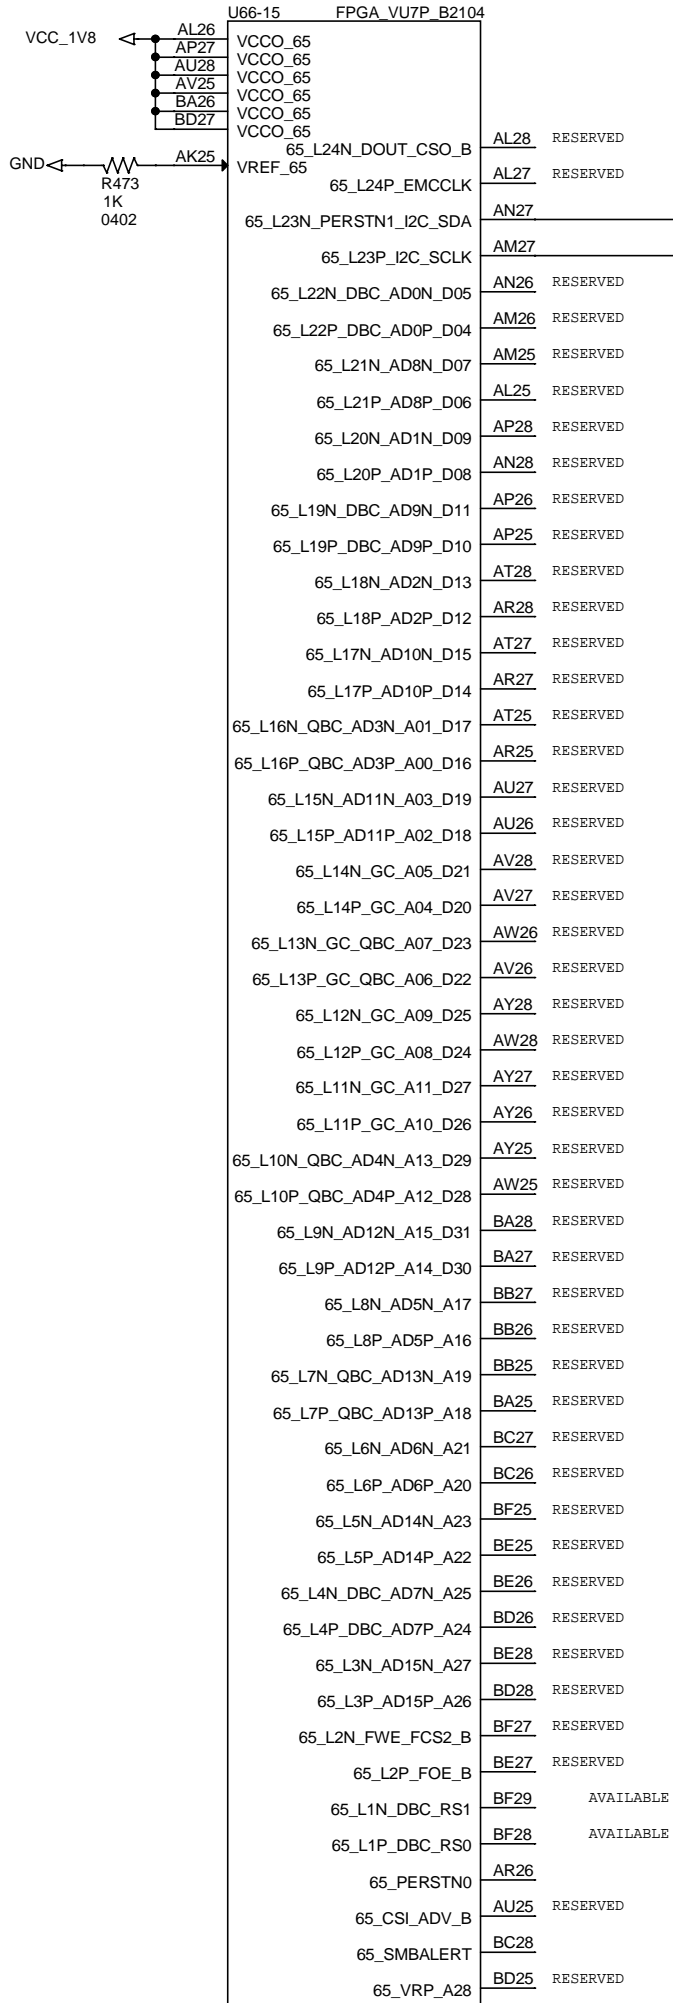 U66-15 FPGA_VU7P_B2104
VCC_1V8 AL26 VCCO_65
AP27 VCCO_65
AU28 VCCO_65
AV25 VCCO_65
BA26 VCCO_65
BD27 VCCO_65
65_L24N_DOUT_CSO_B AL28 RESERVED
GND AK25 VREF_65
R473
1K
0402
65_L24P_EMCCLK AL27 RESERVED
65_L23N_PERSTN1_I2C_SDA AN27
65_L23P_I2C_SCLK AM27
65_L22N_DBC_AD0N_D05 AN26 RESERVED
65_L22P_DBC_AD0P_D04 AM26 RESERVED
65_L21N_AD8N_D07 AM25 RESERVED
65_L21P_AD8P_D06 AL25 RESERVED
65_L20N_AD1N_D09 AP28 RESERVED
65_L20P_AD1P_D08 AN28 RESERVED
65_L19N_DBC_AD9N_D11 AP26 RESERVED
65_L19P_DBC_AD9P_D10 AP25 RESERVED
65_L18N_AD2N_D13 AT28 RESERVED
65_L18P_AD2P_D12 AR28 RESERVED
65_L17N_AD10N_D15 AT27 RESERVED
65_L17P_AD10P_D14 AR27 RESERVED
65_L16N_QBC_AD3N_A01_D17 AT25 RESERVED
65_L16P_QBC_AD3P_A00_D16 AR25 RESERVED
65_L15N_AD11N_A03_D19 AU27 RESERVED
65_L15P_AD11P_A02_D18 AU26 RESERVED
65_L14N_GC_A05_D21 AV28 RESERVED
65_L14P_GC_A04_D20 AV27 RESERVED
65_L13N_GC_QBC_A07_D23 AW26 RESERVED
65_L13P_GC_QBC_A06_D22 AV26 RESERVED
65_L12N_GC_A09_D25 AY28 RESERVED
65_L12P_GC_A08_D24 AW28 RESERVED
65_L11N_GC_A11_D27 AY27 RESERVED
65_L11P_GC_A10_D26 AY26 RESERVED
65_L10N_QBC_AD4N_A13_D29 AY25 RESERVED
65_L10P_QBC_AD4P_A12_D28 AW25 RESERVED
65_L9N_AD12N_A15_D31 BA28 RESERVED
65_L9P_AD12P_A14_D30 BA27 RESERVED
65_L8N_AD5N_A17 BB27 RESERVED
65_L8P_AD5P_A16 BB26 RESERVED
65_L7N_QBC_AD13N_A19 BB25 RESERVED
65_L7P_QBC_AD13P_A18 BA25 RESERVED
65_L6N_AD6N_A21 BC27 RESERVED
65_L6P_AD6P_A20 BC26 RESERVED
65_L5N_AD14N_A23 BF25 RESERVED
65_L5P_AD14P_A22 BE25 RESERVED
65_L4N_DBC_AD7N_A25 BE26 RESERVED
65_L4P_DBC_AD7P_A24 BD26 RESERVED
65_L3N_AD15N_A27 BE28 RESERVED
65_L3P_AD15P_A26 BD28 RESERVED
65_L2N_FWE_FCS2_B BF27 RESERVED
65_L2P_FOE_B BE27 RESERVED
65_L1N_DBC_RS1 BF29 AVAILABLE
65_L1P_DBC_RS0 BF28 AVAILABLE
65_PERSTN0 AR26
65_CSI_ADV_B AU25 RESERVED
65_SMBALERT BC28
65_VRP_A28 BD25 RESERVED